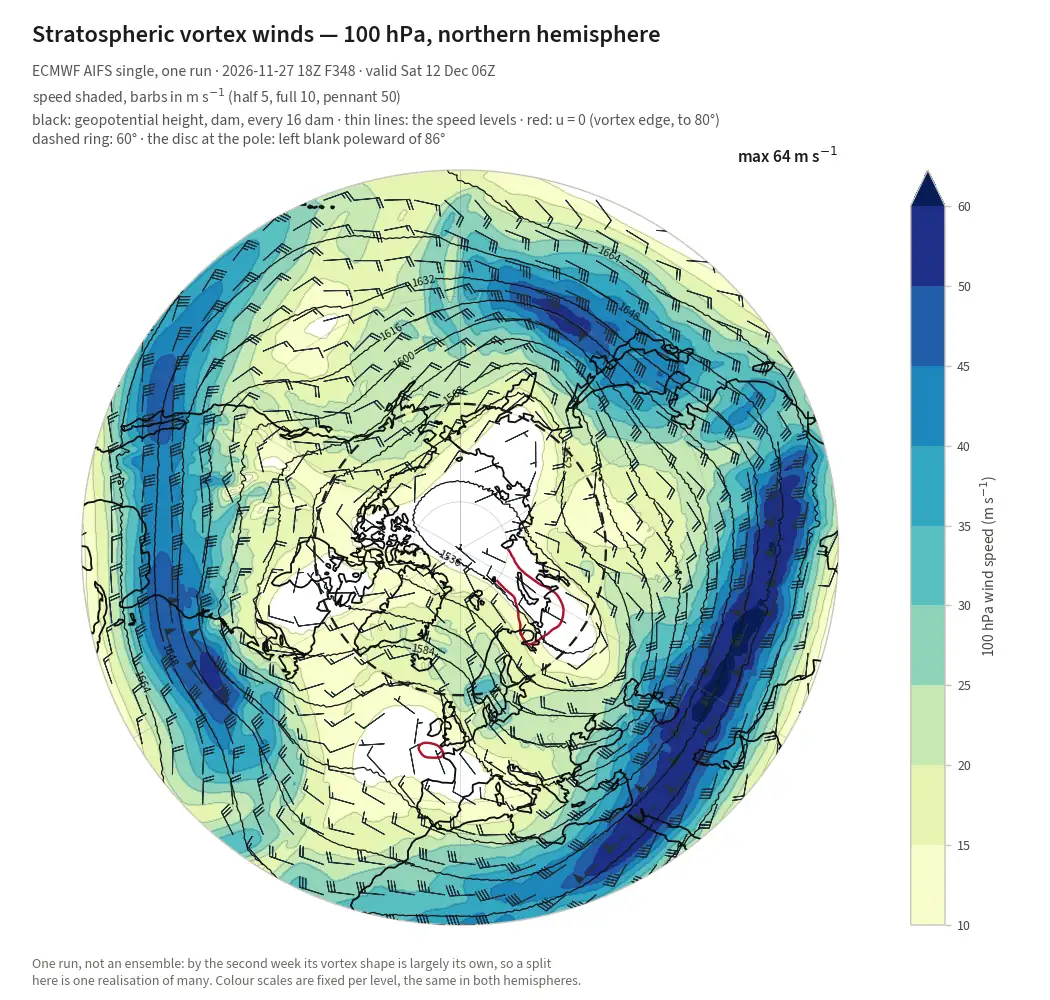 Stratospheric vortex winds — 100 hPa, northern hemisphere
ECMWF AIFS single, one run · 2026-11-27 18Z F348 · valid Sat 12 Dec 06Z
speed shaded, barbs in m s⁻¹ (half 5, full 10, pennant 50)
black: geopotential height, dam, every 16 dam · thin lines: the speed levels · red: u = 0 (vortex edge, to 80°)
dashed ring: 60° · the disc at the pole: left blank poleward of 86°
max 64 m s⁻¹
1664
1632
1648
1616
1600
1536
1584
1648
1664
60
50
45
40
35
30
25
20
15
10
100 hPa wind speed (m s⁻¹)
One run, not an ensemble: by the second week its vortex shape is largely its own, so a split
here is one realisation of many. Colour scales are fixed per level, the same in both hemispheres.